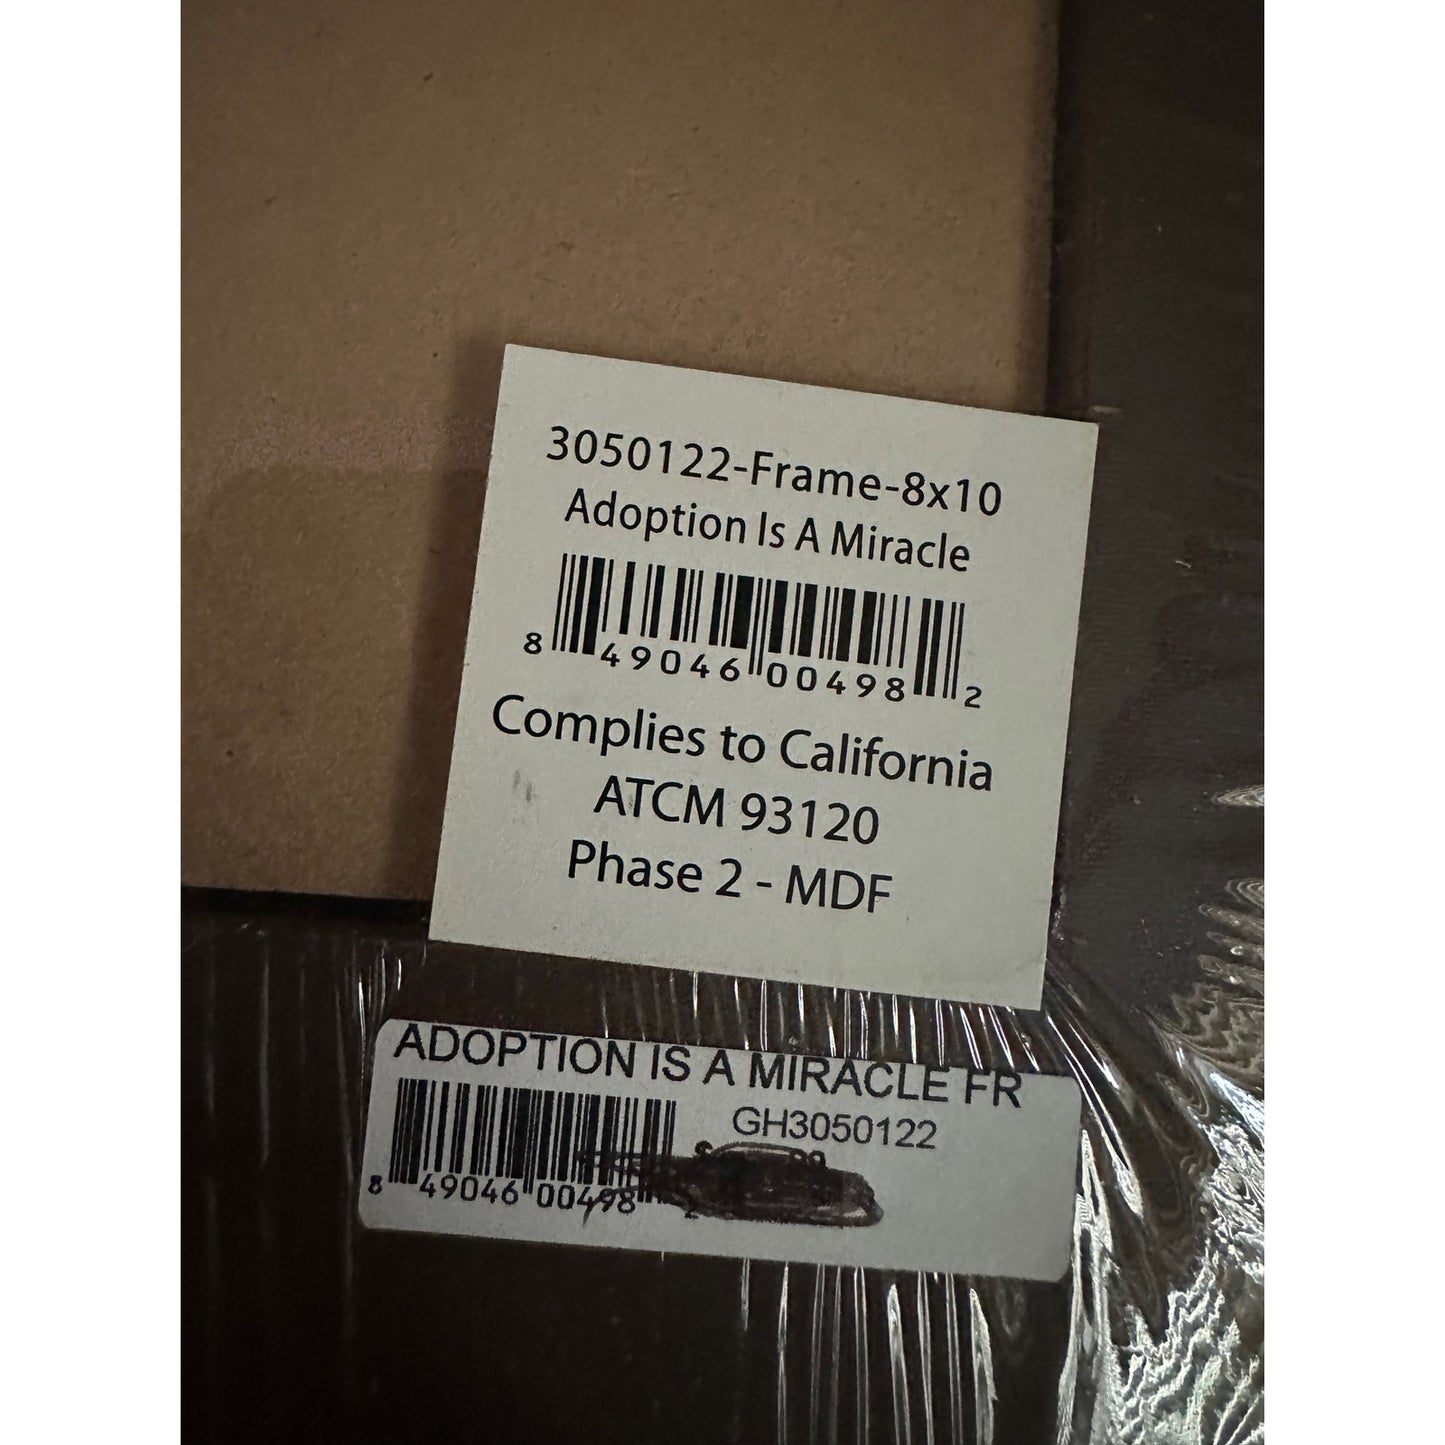 3050122-Frame-8x10
Adoption Is A Miracle
8 49046 00498 2
Complies to California
ATCM 93120
Phase 2 - MDF
ADOPTION IS A MIRACLE FR
GH3050122
8 49046 00498 2